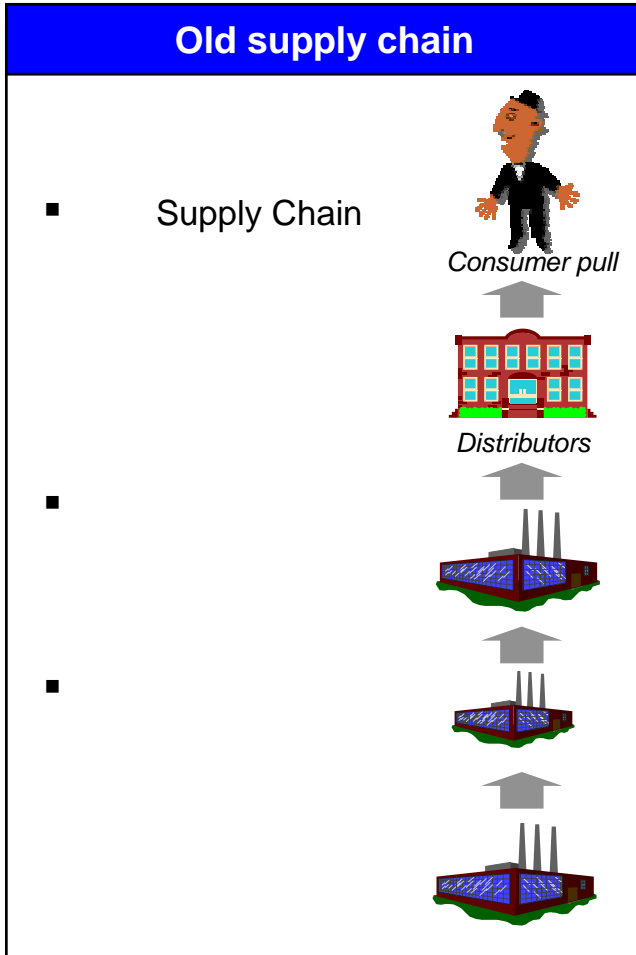 Old supply chain
▪ Supply Chain
Consumer pull
Distributors
▪
▪